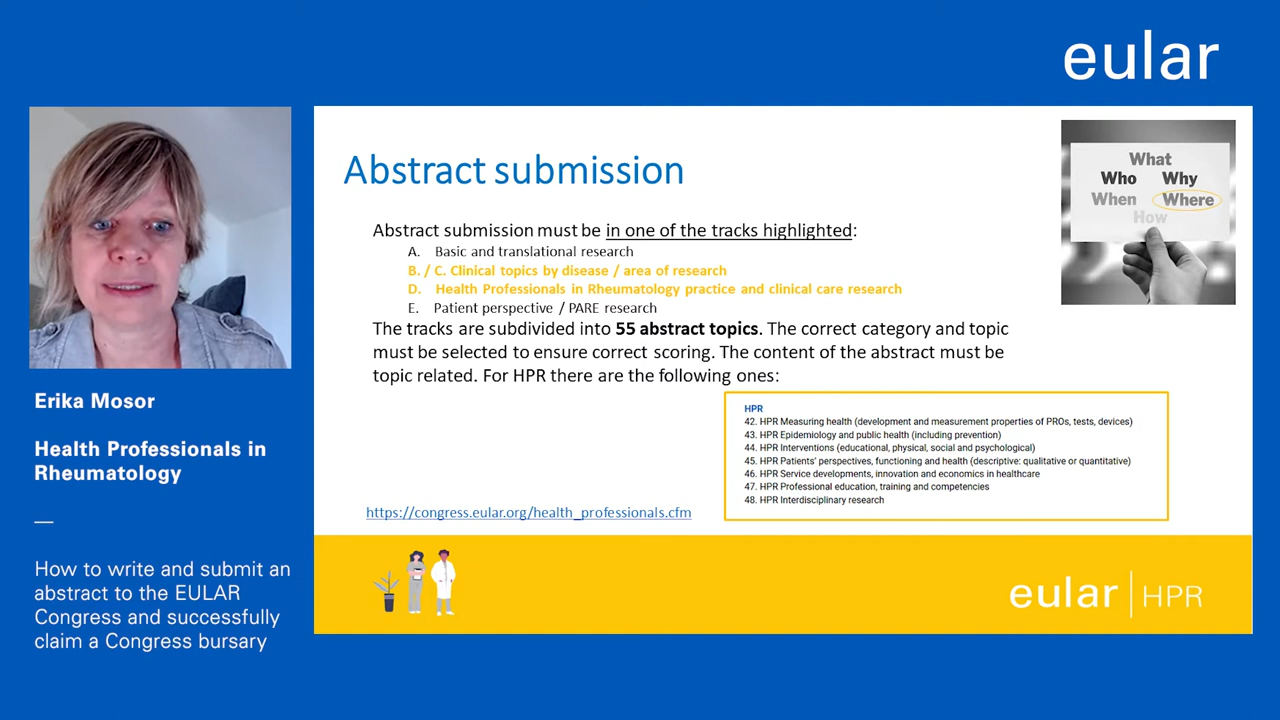 eular
Abstract submission
What
Who Why
When Where
How
Abstract submission must be in one of the tracks highlighted:
A. Basic and translational research
B. / C. Clinical topics by disease / area of research
D. Health Professionals in Rheumatology practice and clinical care research
E. Patient perspective / PARE research
The tracks are subdivided into 55 abstract topics. The correct category and topic
must be selected to ensure correct scoring. The content of the abstract must be
topic related. For HPR there are the following ones:
HPR
42. HPR Measuring health (development and measurement properties of PROs, tests, devices)
43. HPR Epidemiology and public health (including prevention)
44. HPR Interventions (educational, physical, social and psychological)
45. HPR Patients' perspectives, functioning and health (descriptive: qualitative or quantitative)
46. HPR Service developments, innovation and economics in healthcare
47. HPR Professional education, training and competencies
48. HPR Interdisciplinary research
https://congress.eular.org/health_professionals.cfm
eular | HPR
Erika Mosor
Health Professionals in
Rheumatology
—
How to write and submit an
abstract to the EULAR
Congress and successfully
claim a Congress bursary